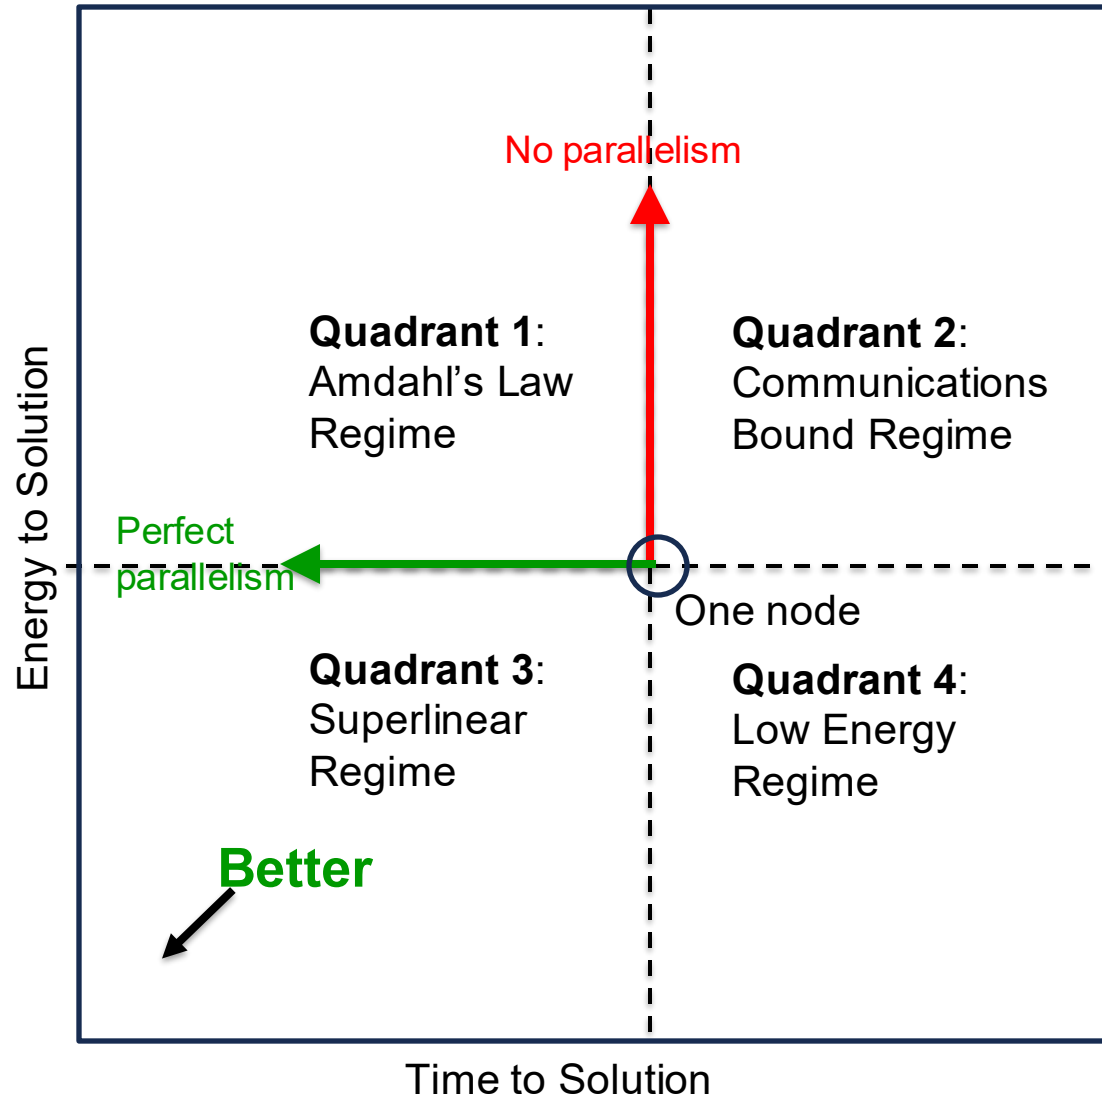 No parallelism
Quadrant 1:
Amdahl’s Law
Regime
Quadrant 2:
Communications
Bound Regime
Energy to Solution
Perfect
parallelism
One node
Quadrant 3:
Superlinear
Regime
Quadrant 4:
Low Energy
Regime
Better
Time to Solution